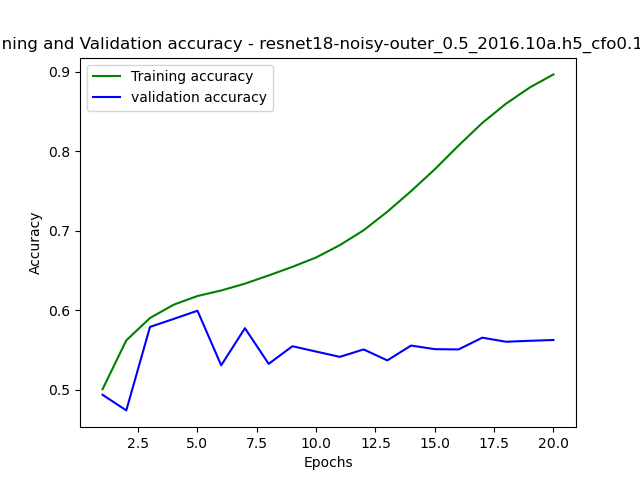 ning and Validation accuracy - resnet18-noisy-outer_0.5_2016.10a.h5_cfo0.1
Training accuracy
validation accuracy
0.9
0.8
0.7
0.6
0.5
Accuracy
2.5 5.0 7.5 10.0 12.5 15.0 17.5 20.0
Epochs